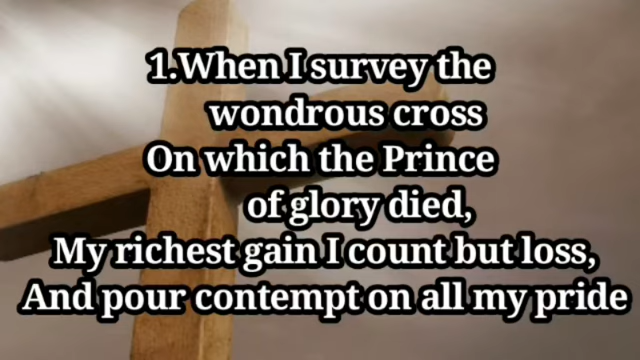 1.When I survey the
wondrous cross
On which the Prince
of glory died,
My richest gain I count but loss,
And pour contempt on all my pride